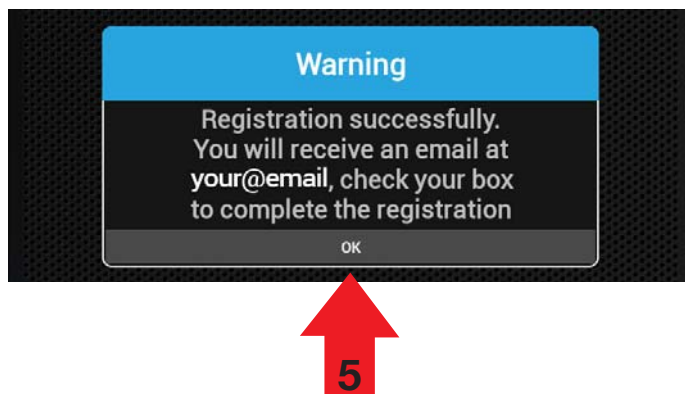 Warning
Registration successfully.
You will receive an email at
your@email, check your box
to complete the registration
OK
5